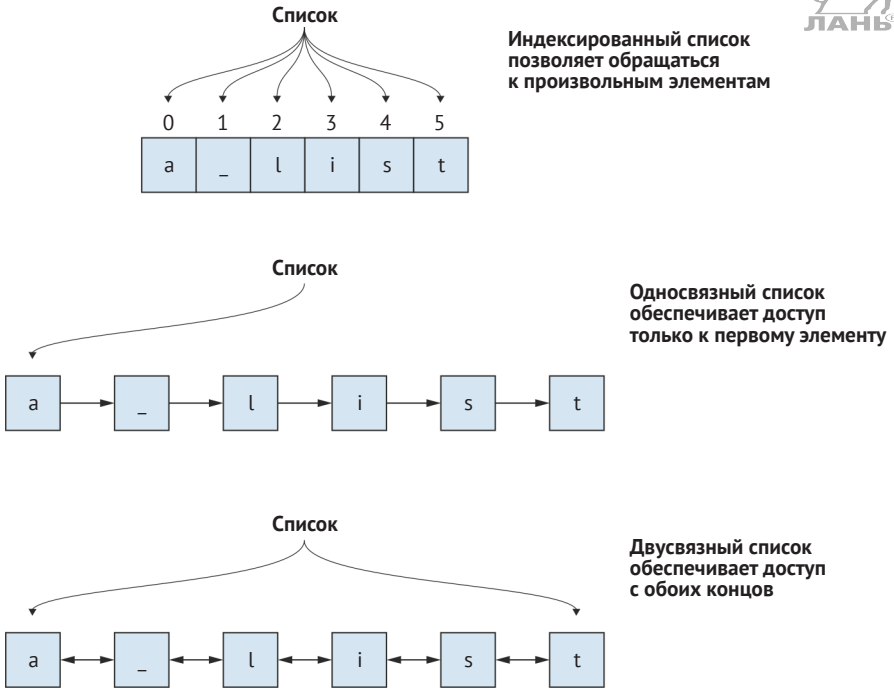 ЛАНЬ
Список
Индексированный список
позволяет обращаться
к произвольным элементам
0 1 2 3 4 5
a _ l i s t
Список
Односвязный список
обеспечивает доступ
только к первому элементу
a _ l i s t
Список
Двусвязный список
обеспечивает доступ
с обоих концов
a _ l i s t